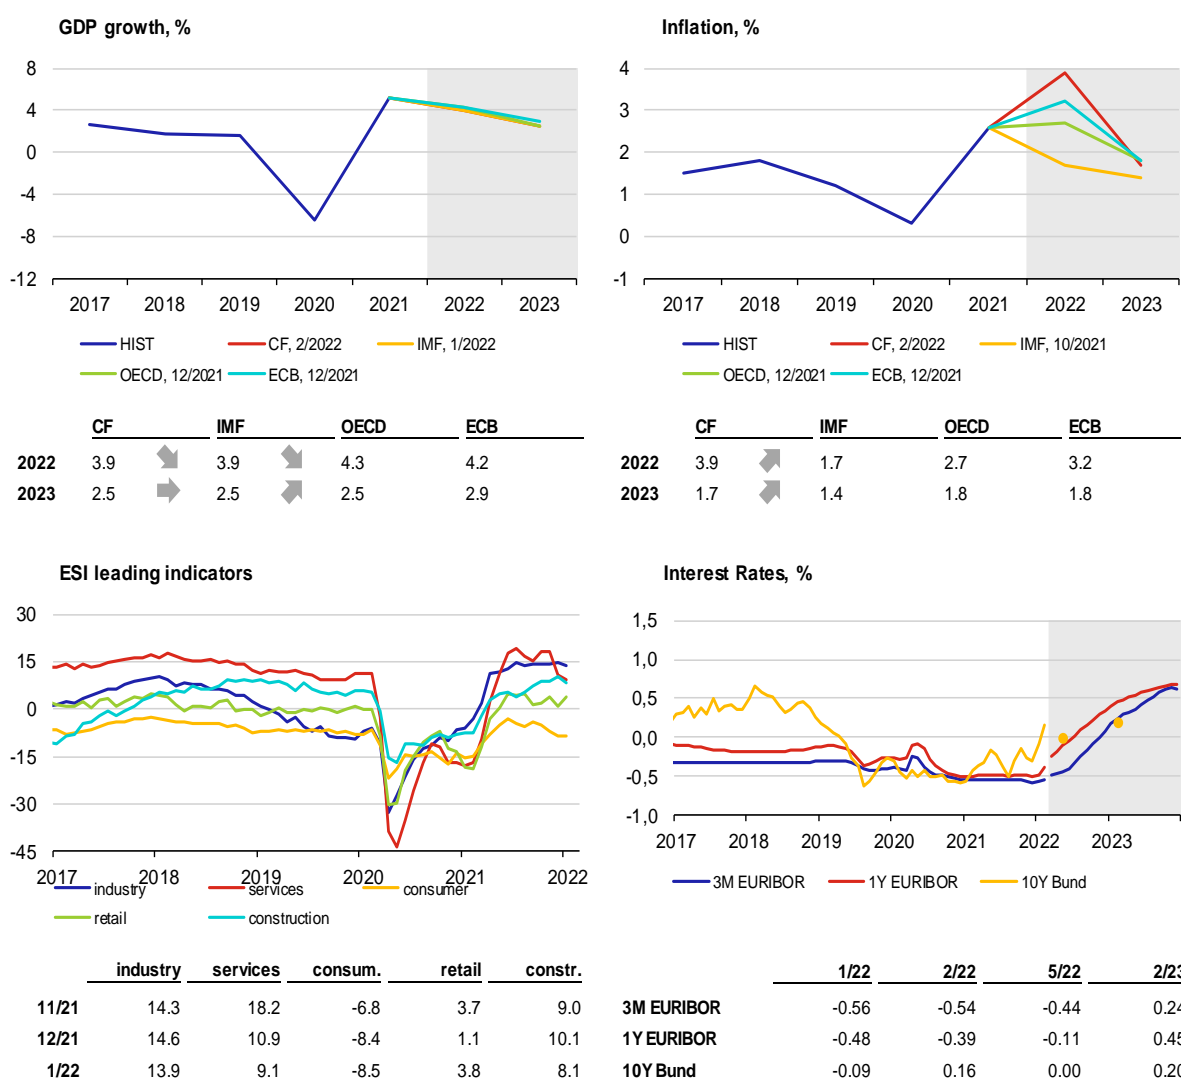 GDP growth, %
8
4
0
-4
-8
-12
2017 2018 2019 2020 2021 2022 2023
HIST CF, 2/2022 IMF, 1/2022
OECD, 12/2021 ECB, 12/2021
CF IMF OECD ECB
2022 3.9 3.9 4.3 4.2
2023 2.5 2.5 2.5 2.9
Inflation, %
4
3
2
1
0
-1
2017 2018 2019 2020 2021 2022 2023
HIST CF, 2/2022 IMF, 10/2021
OECD, 12/2021 ECB, 12/2021
CF IMF OECD ECB
2022 3.9 1.7 2.7 3.2
2023 1.7 1.4 1.8 1.8
ESI leading indicators
30
15
0
-15
-30
-45
2017 2018 2019 2020 2021 2022
industry services consumer
retail construction
industry services consum. retail constr.
11/21 14.3 18.2 -6.8 3.7 9.0
12/21 14.6 10.9 -8.4 1.1 10.1
1/22 13.9 9.1 -8.5 3.8 8.1
Interest Rates, %
1,5
1,0
0,5
0,0
-0,5
-1,0
2017 2018 2019 2020 2021 2022 2023
3M EURIBOR 1Y EURIBOR 10Y Bund
1/22 2/22 5/22 2/23
3M EURIBOR -0.56 -0.54 -0.44 0.24
1Y EURIBOR -0.48 -0.39 -0.11 0.45
10Y Bund -0.09 0.16 0.00 0.20